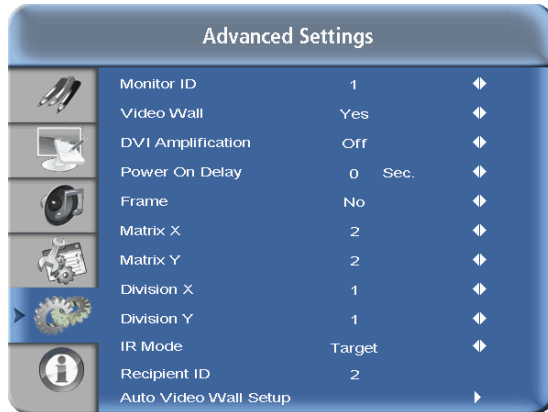 Advanced Settings
Monitor ID 1
Video Wall Yes
DVI Amplification Off
Power On Delay 0 Sec.
Frame No
Matrix X 2
Matrix Y 2
Division X 1
Division Y 1
IR Mode Target
Recipient ID 2
Auto Video Wall Setup